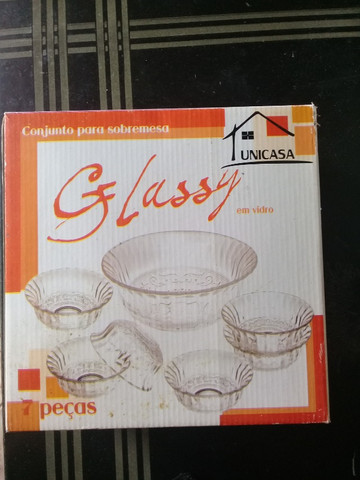 Conjunto para sobremesa
UNICASA
Glassy
em vidro
7 peças